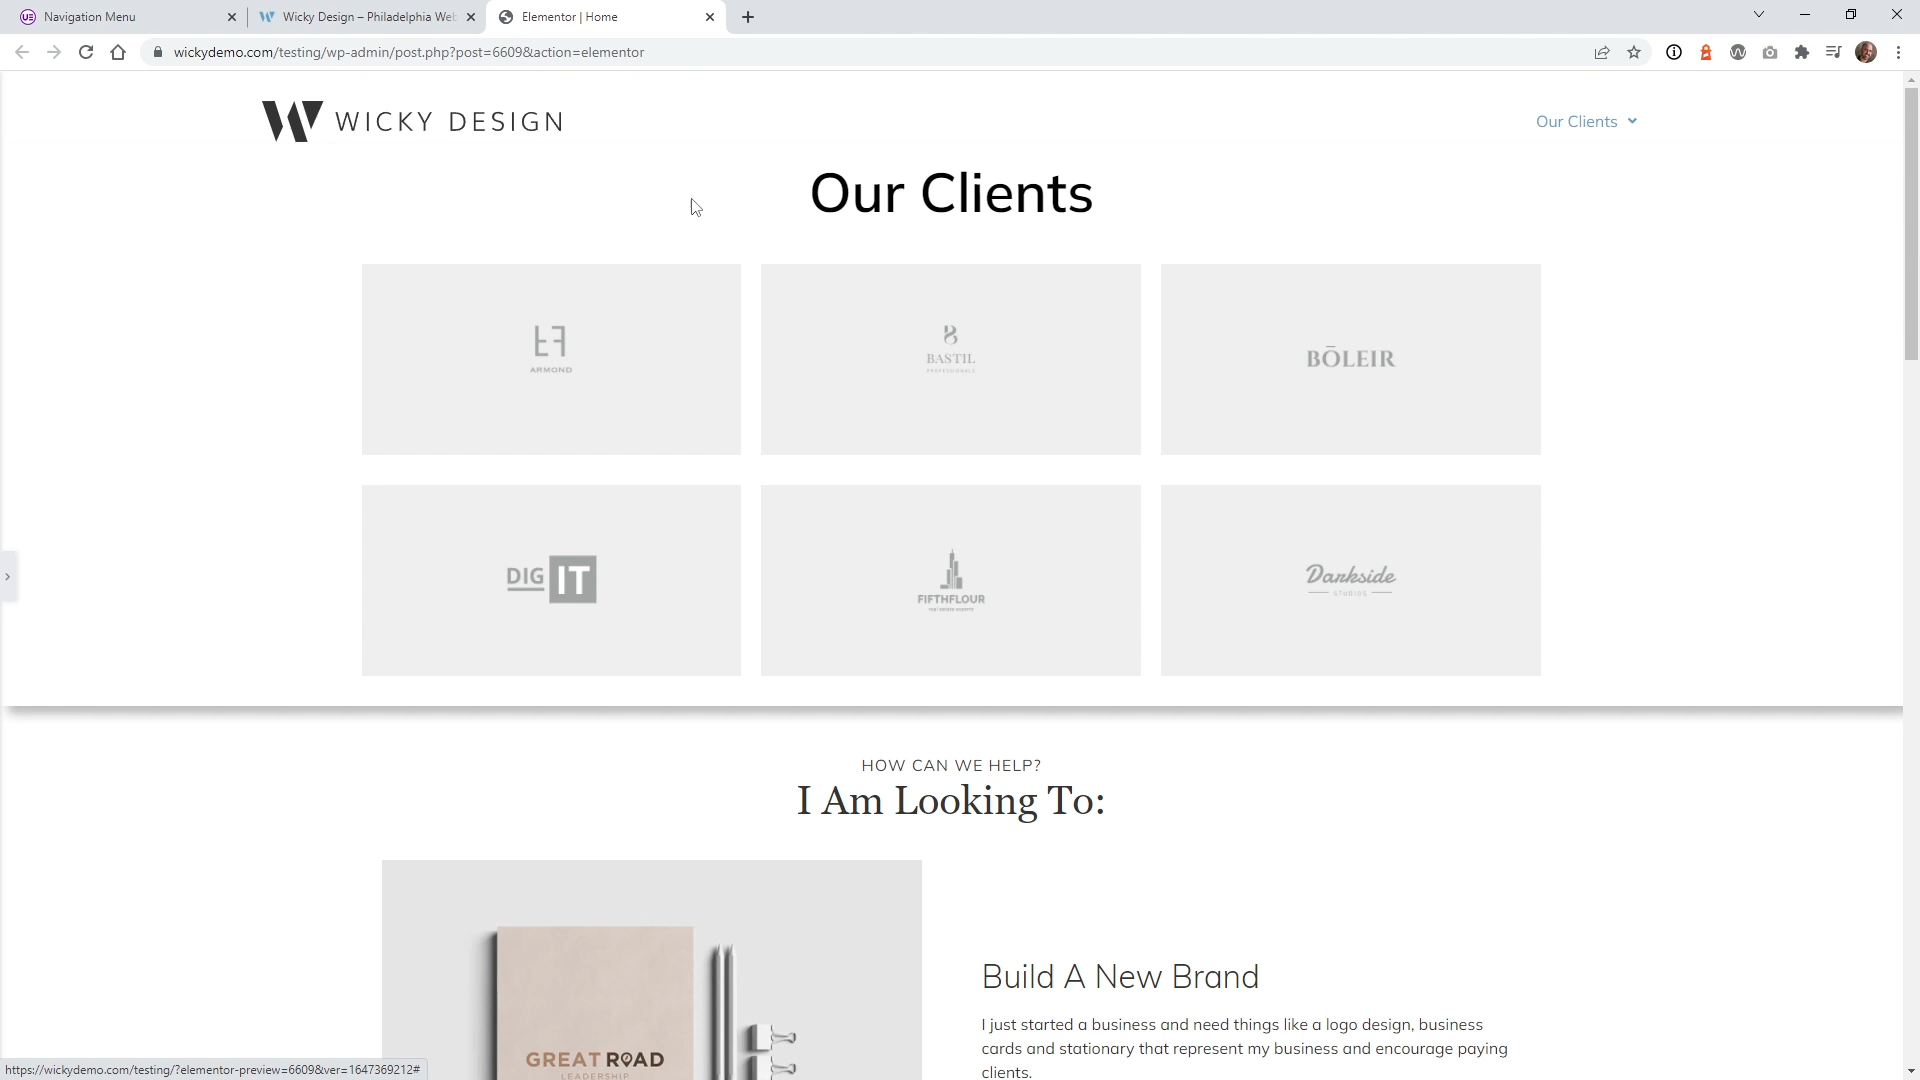 Navigation Menu
Wicky Design – Philadelphia Web
Elementor | Home
wickydemo.com/testing/wp-admin/post.php?post=6609&action=elementor
WICKY DESIGN
Our Clients
Our Clients
ARMOND
BASTIL
PROFESSIONALS
BŌLEIR
DIG IT
FIFTHFLOUR
Darkside
STUDIOS
HOW CAN WE HELP?
I Am Looking To:
Build A New Brand
I just started a business and need things like a logo design, business
cards and stationary that represent my business and encourage paying
clients.
GREAT ROAD
LEADERSHIP
https://wickydemo.com/testing/?elementor-preview=6609&ver=1647369212#